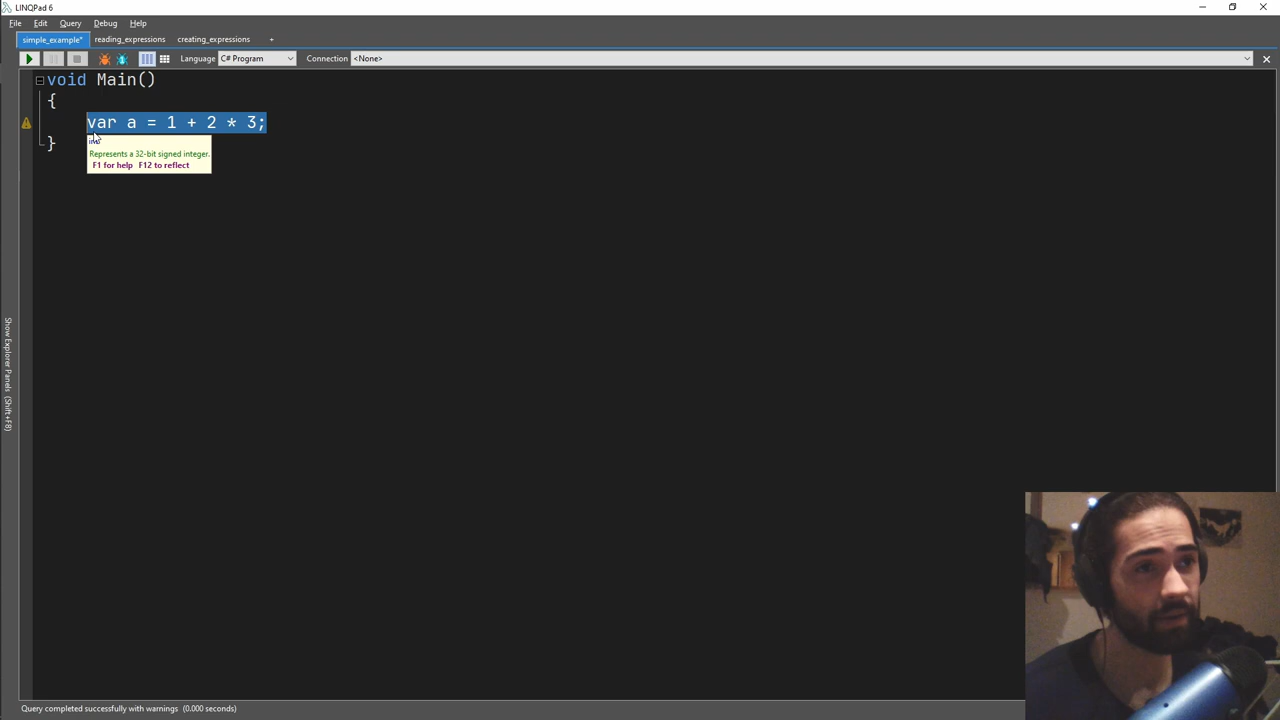 LINQPad 6
File Edit Query Debug Help
simple_example* reading_expressions creating_expressions +
Language C# Program Connection <None>
void Main()
{
var a = 1 + 2 * 3;
Represents a 32-bit signed integer.
F1 for help F12 to reflect
}
Show Explorer Panels (Shift+F8)
Query completed successfully with warnings (0.000 seconds)